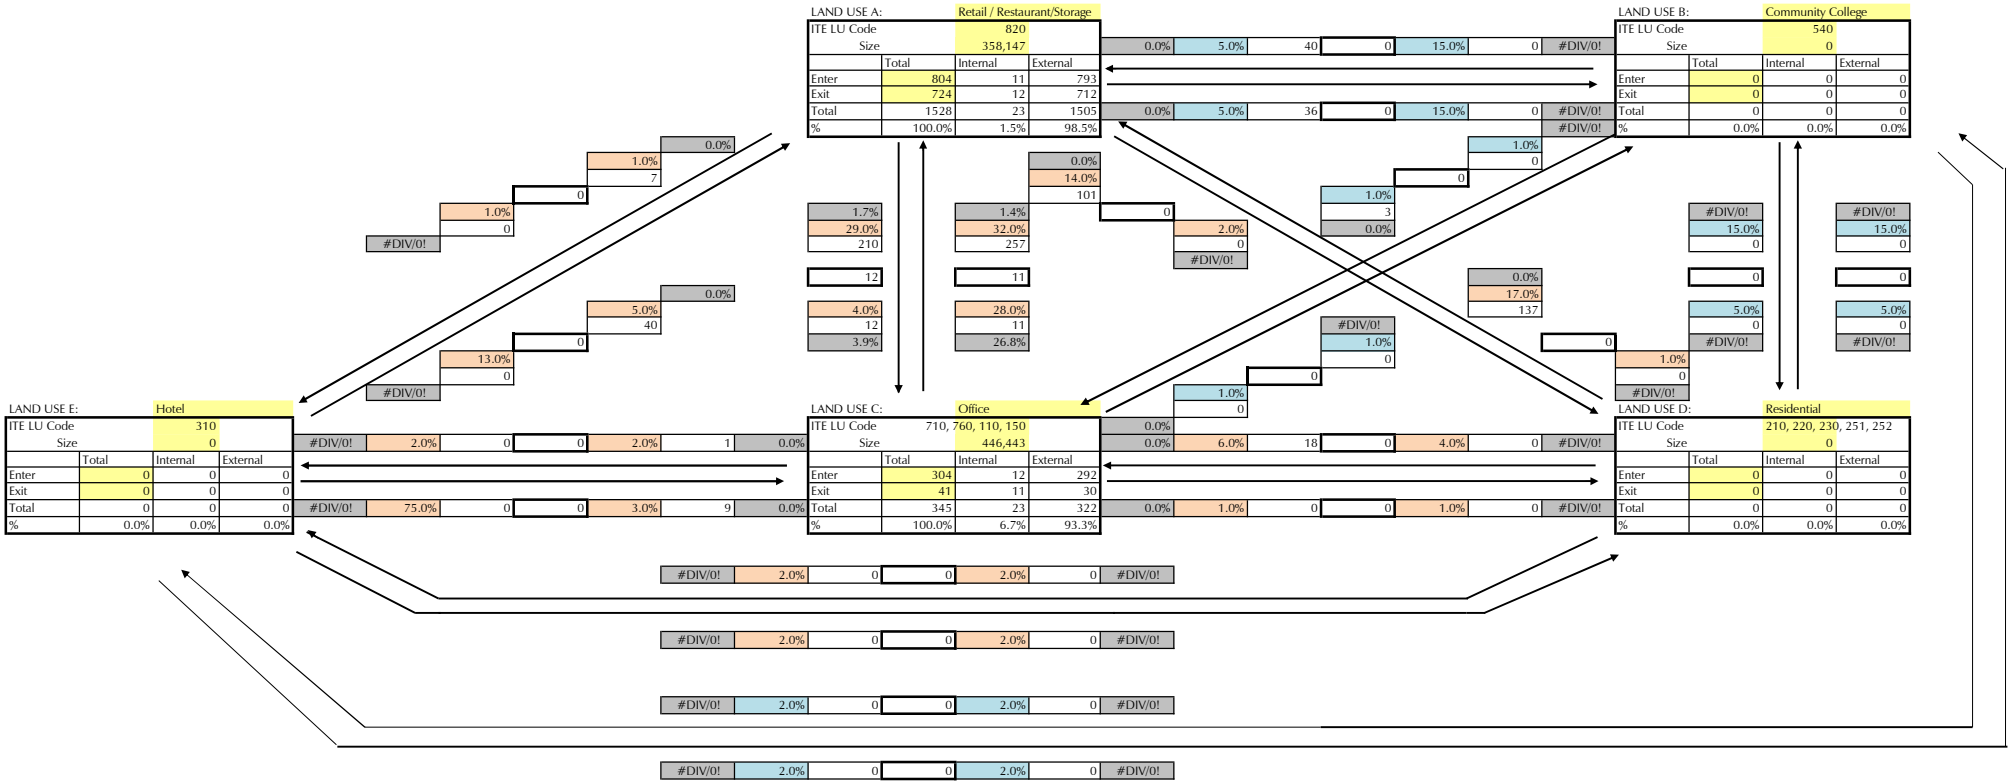 LAND USE A: Retail / Restaurant/Storage LAND USE B: Community College
ITE LU Code 820 ITE LU Code 540
Size 358,147 0.0% 5.0% 40 0 15.0% 0 #DIV/0! Size 0
Total Internal External Total Internal External
Enter 804 11 793 Enter 0 0 0
Exit 724 12 712 Exit 0 0 0
Total 1528 23 1505 0.0% 5.0% 36 0 15.0% 0 #DIV/0! Total 0 0 0
% 100.0% 1.5% 98.5% #DIV/0! % 0.0% 0.0% 0.0%
0.0% 1.0%
1.0% 0.0% 0
7 14.0% 0
0 101 1.0%
1.0% 1.7% 1.4% 0 3 #DIV/0! #DIV/0!
0 29.0% 32.0% 2.0% 0.0% 15.0% 15.0%
#DIV/0! 210 257 0 0 0
#DIV/0!
12 11 0.0% 0 0
0.0% 17.0%
5.0% 4.0% 28.0% 137 5.0% 5.0%
40 12 11 #DIV/0! 0 0
0 3.9% 26.8% 1.0% 0 #DIV/0! #DIV/0!
13.0% 0 1.0%
0 0 0
#DIV/0! 1.0% #DIV/0!
LAND USE E: Hotel LAND USE C: Office 0 LAND USE D: Residential
ITE LU Code 310 ITE LU Code 710, 760, 110, 150 0.0% ITE LU Code 210, 220, 230, 251, 252
Size 0 #DIV/0! 2.0% 0 0 2.0% 1 0.0% Size 446,443 0.0% 6.0% 18 0 4.0% 0 #DIV/0! Size 0
Total Internal External Total Internal External Total Internal External
Enter 0 0 0 Enter 304 12 292 Enter 0 0 0
Exit 0 0 0 Exit 41 11 30 Exit 0 0 0
Total 0 0 0 #DIV/0! 75.0% 0 0 3.0% 9 0.0% Total 345 23 322 0.0% 1.0% 0 0 1.0% 0 #DIV/0! Total 0 0 0
% 0.0% 0.0% 0.0% % 100.0% 6.7% 93.3% % 0.0% 0.0% 0.0%
#DIV/0! 2.0% 0 0 2.0% 0 #DIV/0!
#DIV/0! 2.0% 0 0 2.0% 0 #DIV/0!
#DIV/0! 2.0% 0 0 2.0% 0 #DIV/0!
#DIV/0! 2.0% 0 0 2.0% 0 #DIV/0!